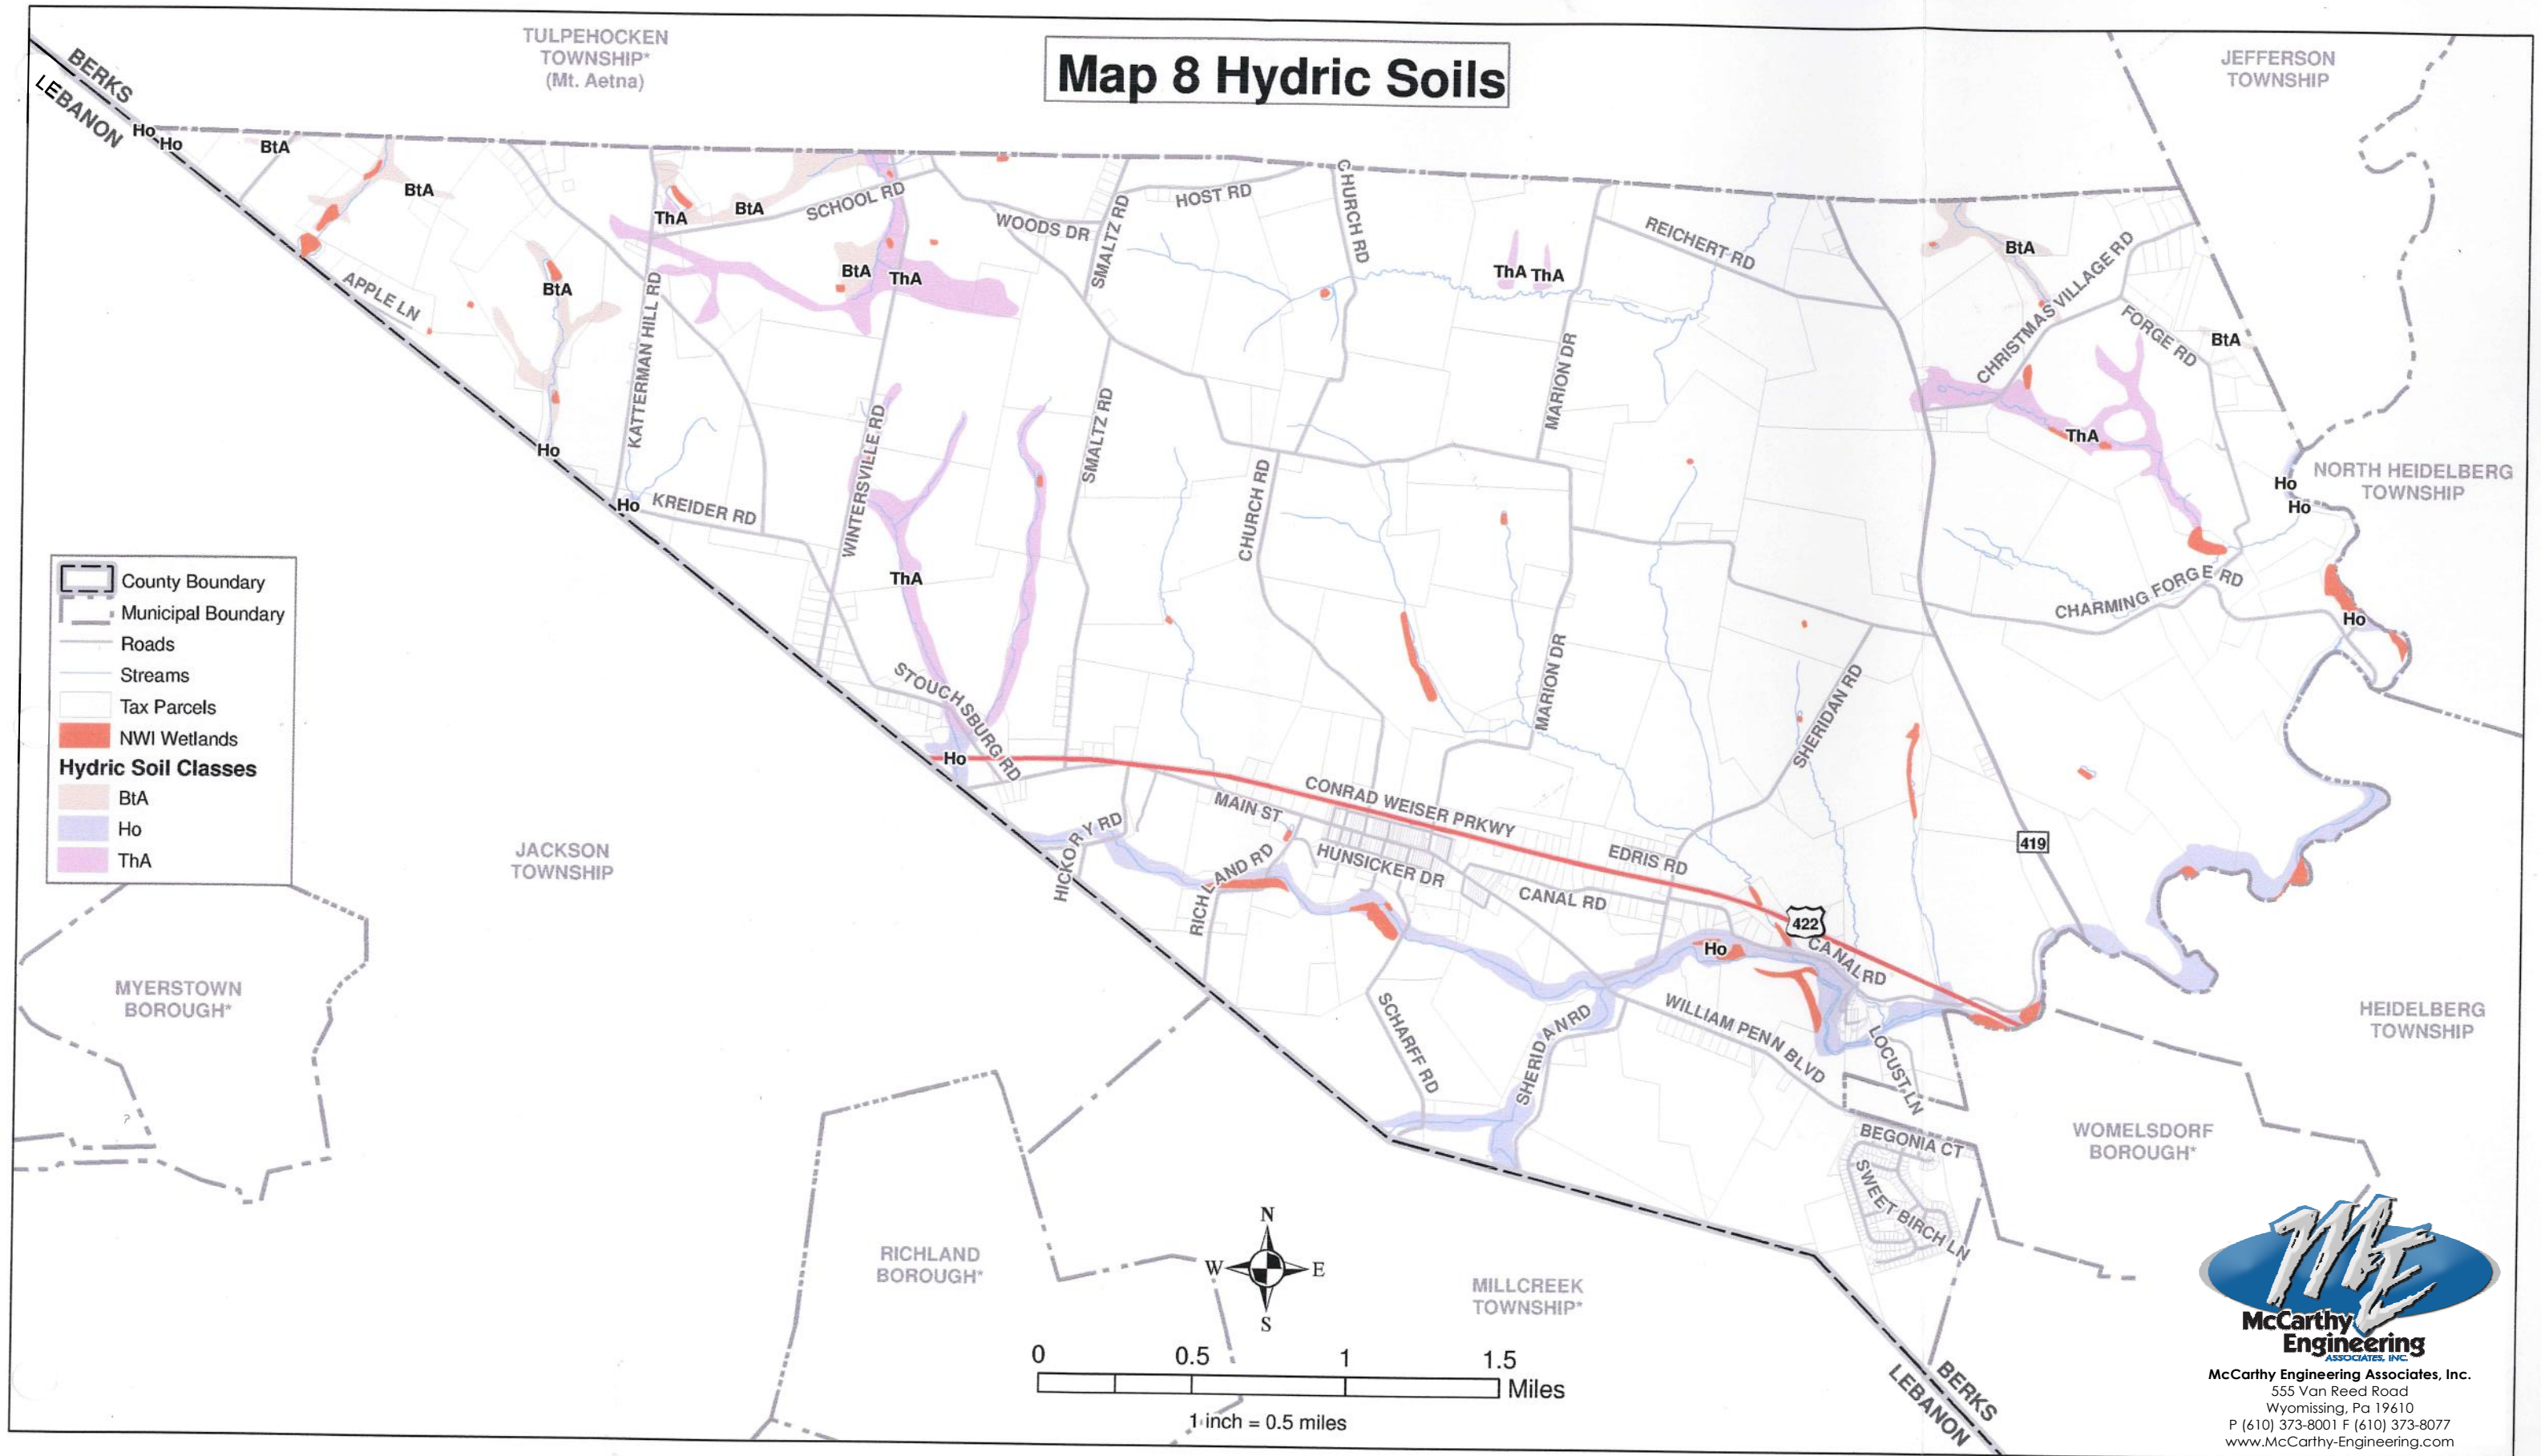 Map 8 Hydric Soils
TULPEHOCKEN
TOWNSHIP*
(Mt. Aetna)
JEFFERSON
TOWNSHIP
BERKS
LEBANON
Ho
Ho
BtA
BtA
ThA
BtA
SCHOOL RD
WOODS DR
SMALTZ RD
HOST RD
CHURCH RD
REICHERT RD
BtA
BtA
ThA
ThA
ThA
BtA
APPLE LN
KATTERMAN HILL RD
CHRISTMAS VILLAGE RD
FORGE RD
BtA
MARION DR
SMALTZ RD
WINTERSVILLE RD
ThA
Ho
Ho
KREIDER RD
CHURCH RD
NORTH HEIDELBERG
TOWNSHIP
Ho
Ho
ThA
CHARMING FORGE RD
Ho
County Boundary
Municipal Boundary
Roads
Streams
Tax Parcels
NWI Wetlands
Hydric Soil Classes
BtA
Ho
ThA
STOUCHSBURG RD
MARION DR
SHERIDAN RD
Ho
CONRAD WEISER PRKWY
MAIN ST
HICKORY RD
RICHLAND RD
HUNSICKER DR
EDRIS RD
CANAL RD
419
422
JACKSON
TOWNSHIP
Ho
CANAL RD
MYERSTOWN
BOROUGH*
SCHARFF RD
SHERIDAN RD
WILLIAM PENN BLVD
LOCUST LN
HEIDELBERG
TOWNSHIP
BEGONIA CT
SWEET BIRCH LN
WOMELSDORF
BOROUGH*
RICHLAND
BOROUGH*
MILLCREEK
TOWNSHIP*
N
W
E
S
0 0.5 1 1.5
Miles
1 inch = 0.5 miles
BERKS
LEBANON
ME
McCarthy
Engineering
ASSOCIATES, INC.
McCarthy Engineering Associates, Inc.
555 Van Reed Road
Wyomissing, Pa 19610
P (610) 373-8001 F (610) 373-8077
www.McCarthy-Engineering.com